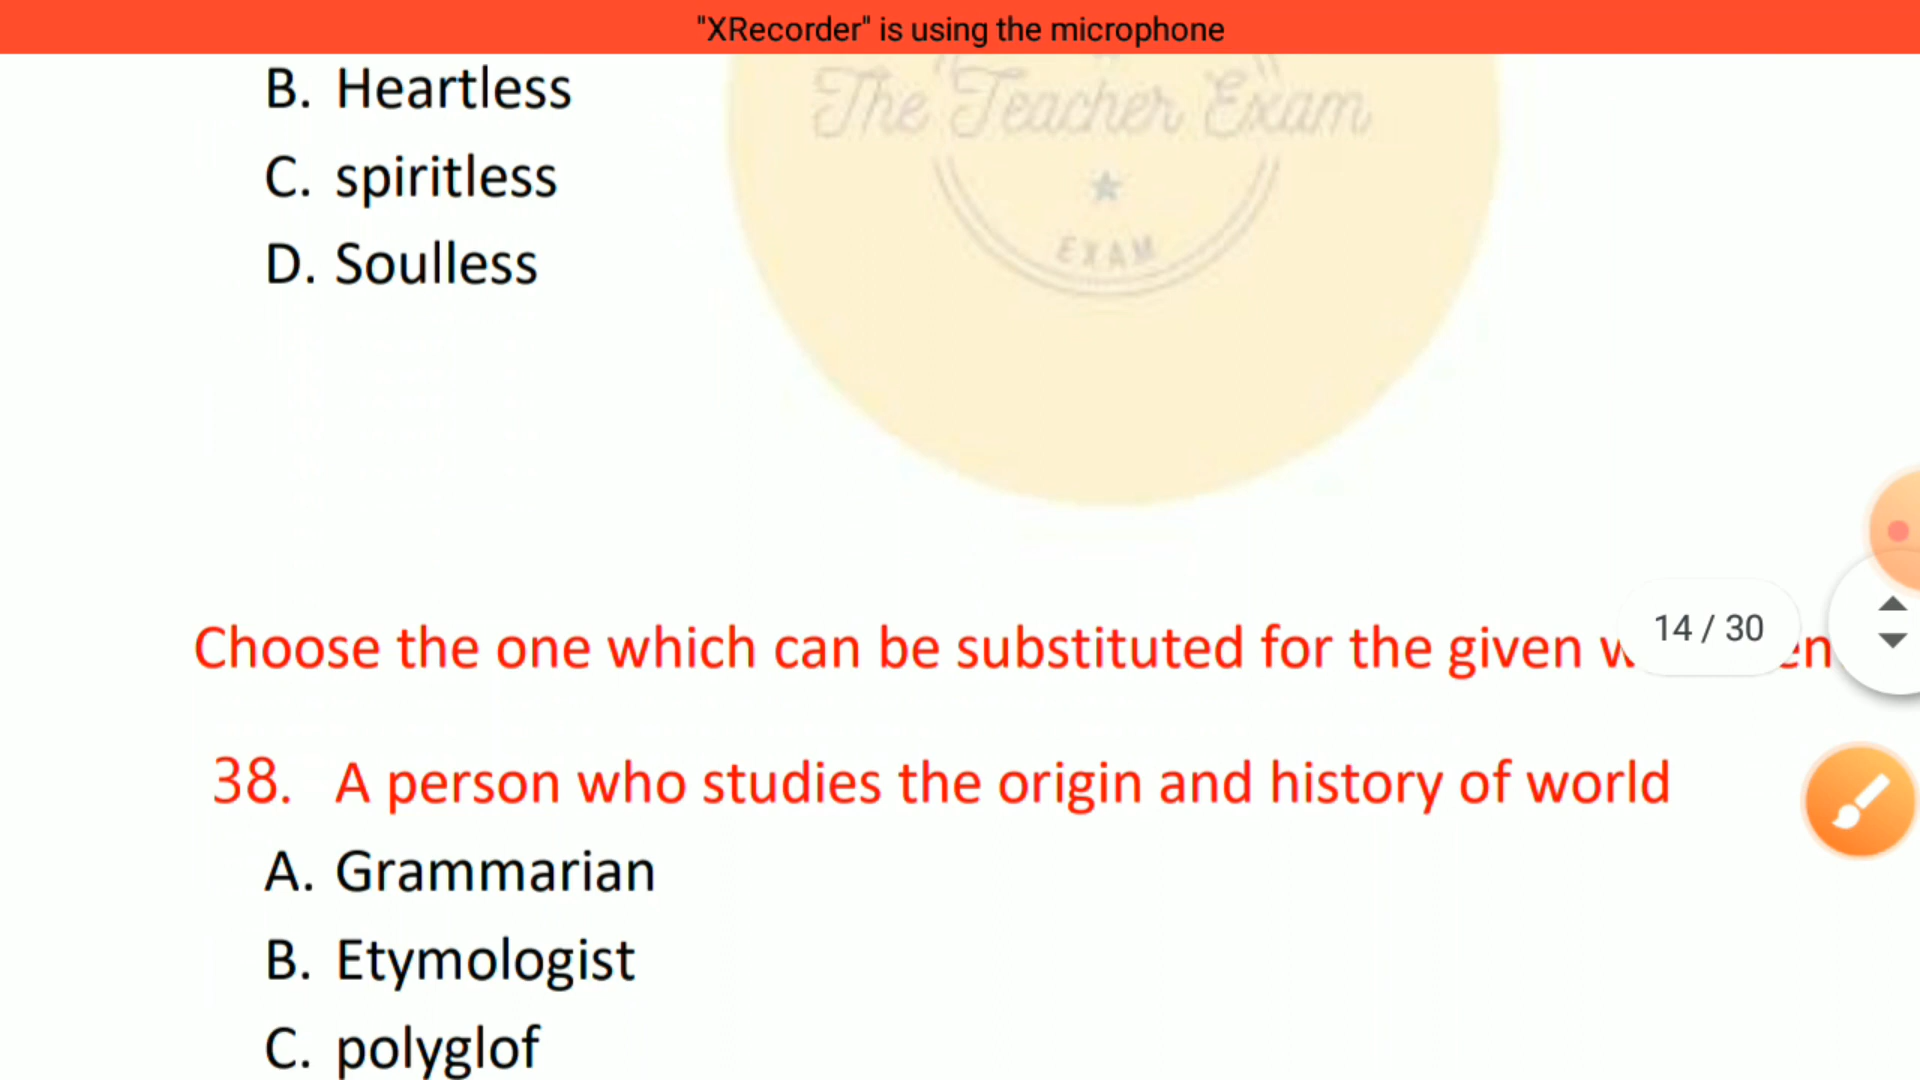 "XRecorder" is using the microphone
B. Heartless
The Teacher Exam
C. spiritless
EXAM
D. Soulless
Choose the one which can be substituted for the given
14 / 30
38. A person who studies the origin and history of world
A. Grammarian
B. Etymologist
C. polyglof